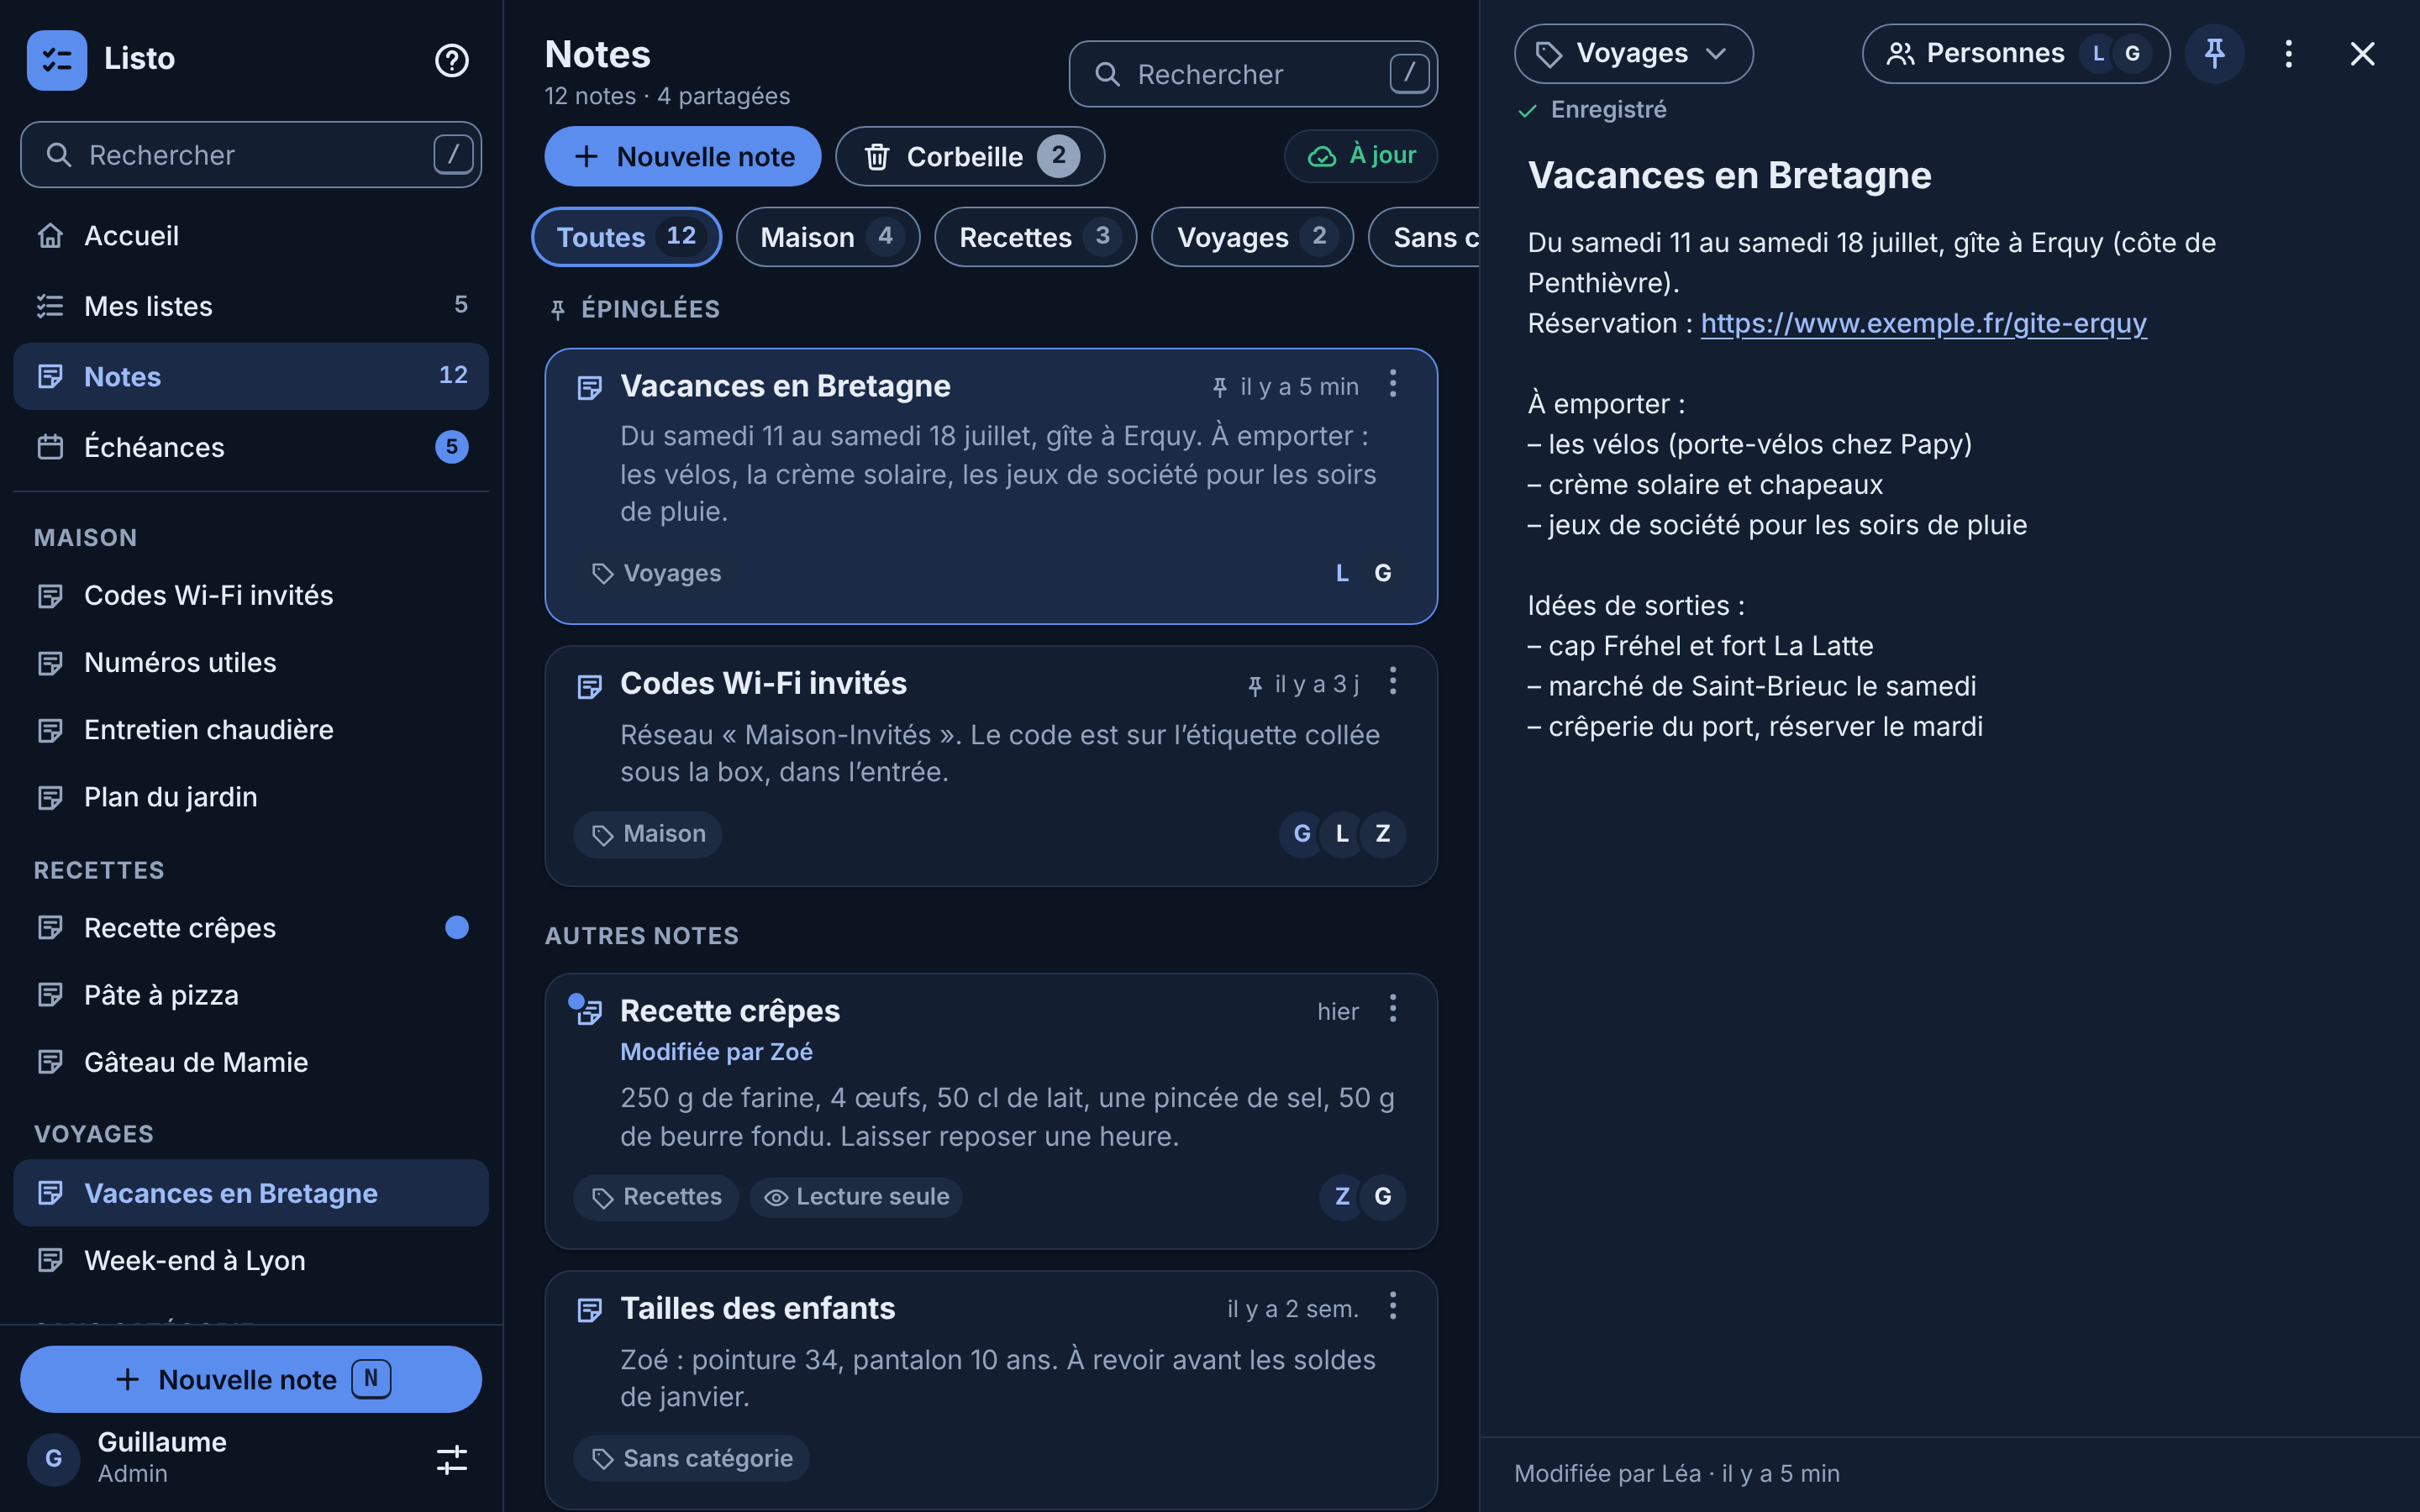 Listo
Rechercher /
Accueil
Mes listes 5
Notes 12
Échéances 5
MAISON
Codes Wi-Fi invités
Numéros utiles
Entretien chaudière
Plan du jardin
RECETTES
Recette crêpes
Pâte à pizza
Gâteau de Mamie
VOYAGES
Vacances en Bretagne
Week-end à Lyon
Nouvelle note N
G
Guillaume
Admin
Notes
12 notes · 4 partagées
Rechercher /
Nouvelle note
Corbeille 2
À jour
Toutes 12
Maison 4
Recettes 3
Voyages 2
Sans c
ÉPINGLÉES
Vacances en Bretagne
il y a 5 min
Du samedi 11 au samedi 18 juillet, gîte à Erquy. À emporter :
les vélos, la crème solaire, les jeux de société pour les soirs
de pluie.
Voyages
L G
Codes Wi-Fi invités
il y a 3 j
Réseau « Maison-Invités ». Le code est sur l’étiquette collée
sous la box, dans l’entrée.
Maison
G L Z
AUTRES NOTES
Recette crêpes
hier
Modifiée par Zoé
250 g de farine, 4 œufs, 50 cl de lait, une pincée de sel, 50 g
de beurre fondu. Laisser reposer une heure.
Recettes
Lecture seule
Z G
Tailles des enfants
il y a 2 sem.
Zoé : pointure 34, pantalon 10 ans. À revoir avant les soldes
de janvier.
Sans catégorie
Voyages
Personnes L G
Enregistré
Vacances en Bretagne
Du samedi 11 au samedi 18 juillet, gîte à Erquy (côte de
Penthièvre).
Réservation : https://www.exemple.fr/gite-erquy
À emporter :
– les vélos (porte-vélos chez Papy)
– crème solaire et chapeaux
– jeux de société pour les soirs de pluie
Idées de sorties :
– cap Fréhel et fort La Latte
– marché de Saint-Brieuc le samedi
– crêperie du port, réserver le mardi
Modifiée par Léa · il y a 5 min